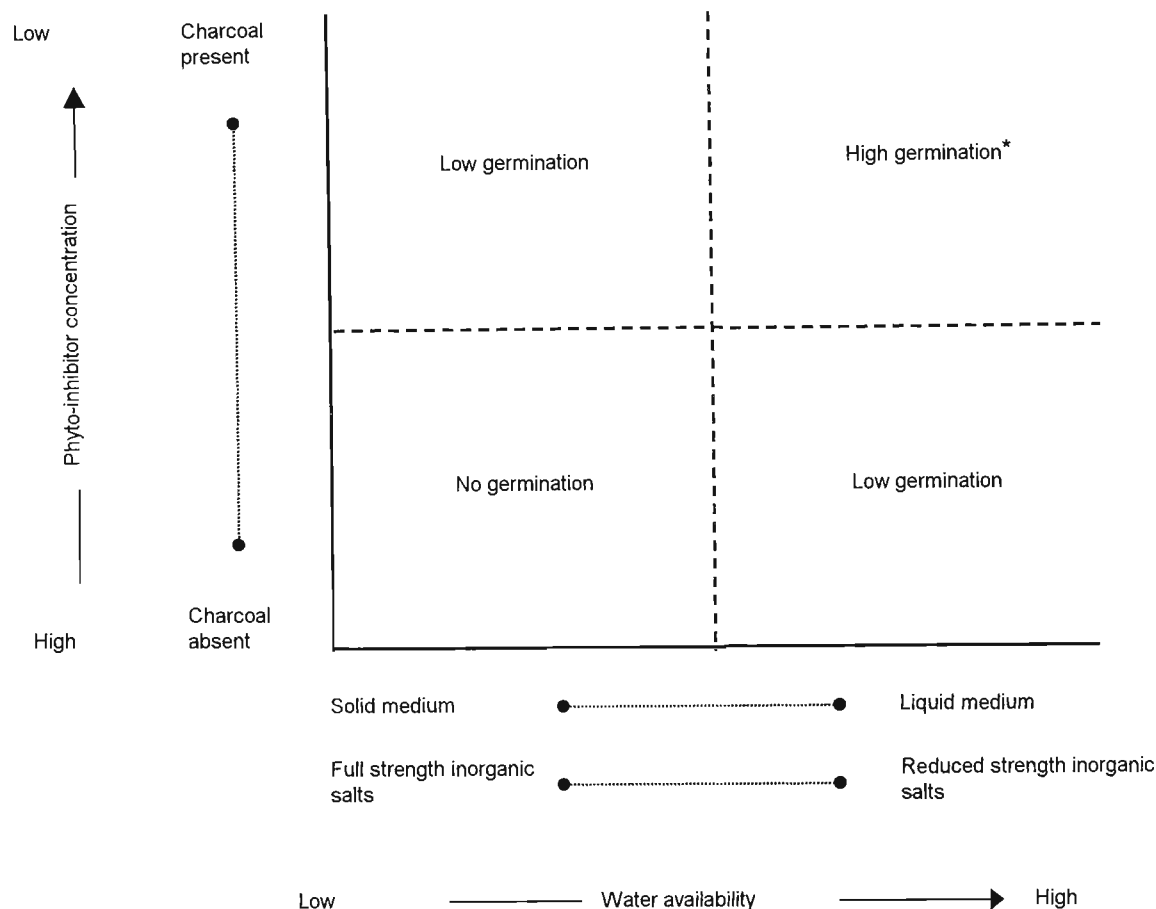 Low
Charcoal
present
Low germination
High germination*
Phyto-inhibitor concentration
No germination
Low germination
High
Charcoal
absent
Solid medium
Liquid medium
Full strength inorganic
salts
Reduced strength inorganic
salts
Low
Water availability
High